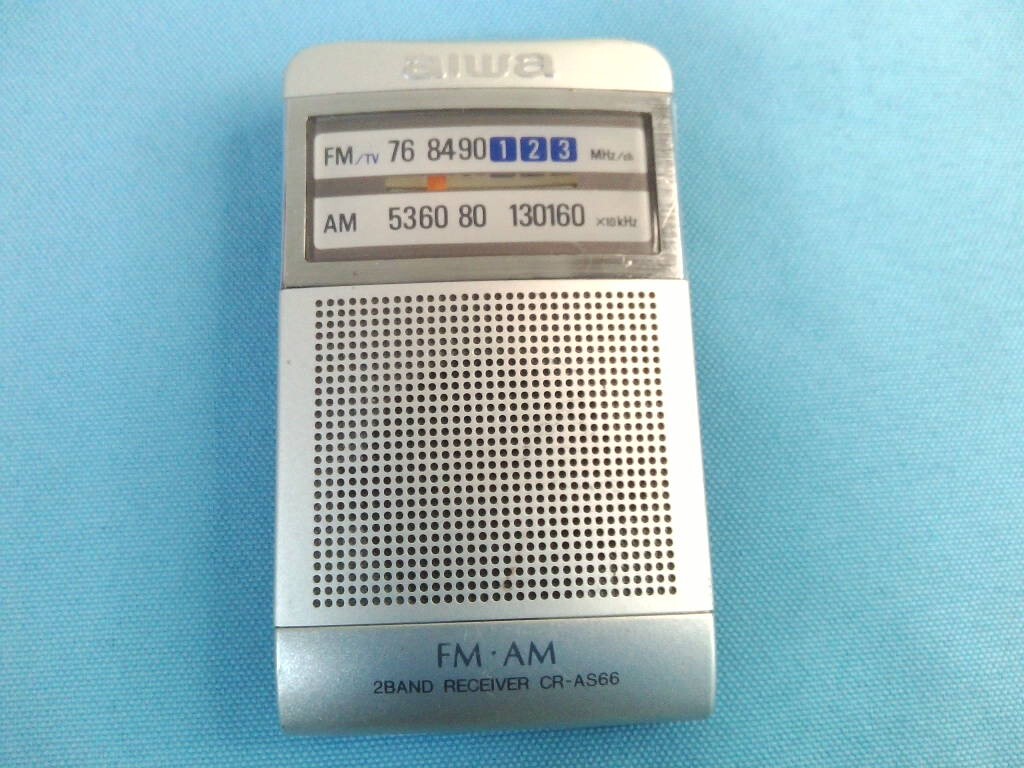 aiwa
FM/TV 76 84 90 1 2 3 MHz/ch
AM 53 60 80 130 160 ×10kHz
FM·AM
2BAND RECEIVER CR-AS66